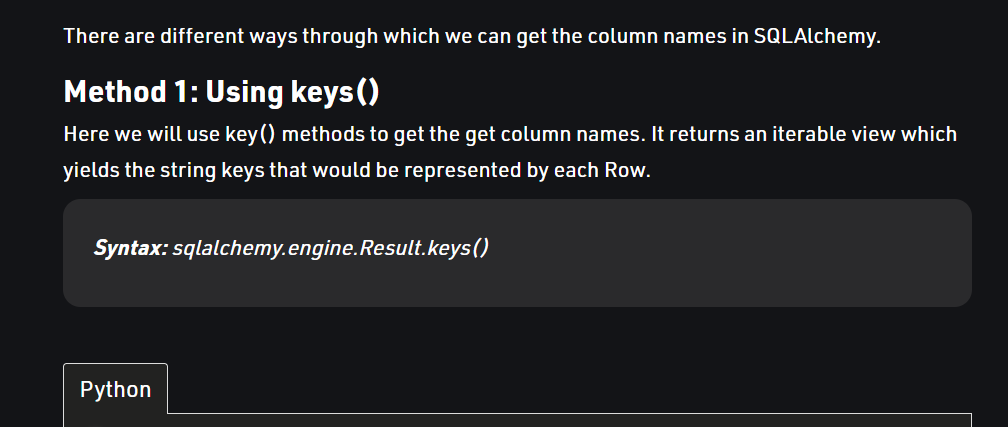 There are different ways through which we can get the column names in SQLAlchemy.
Method 1: Using keys()
Here we will use key() methods to get the get column names. It returns an iterable view which
yields the string keys that would be represented by each Row.
Syntax: sqlalchemy.engine.Result.keys()
Python